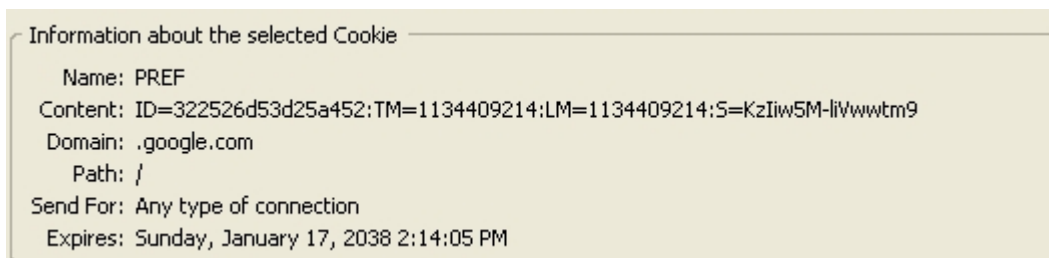 Information about the selected Cookie
Name: PREF
Content: ID=322526d53d25a452:TM=1134409214:LM=1134409214:S=KzIiw5M-liVwwtm9
Domain: .google.com
Path: /
Send For: Any type of connection
Expires: Sunday, January 17, 2038 2:14:05 PM